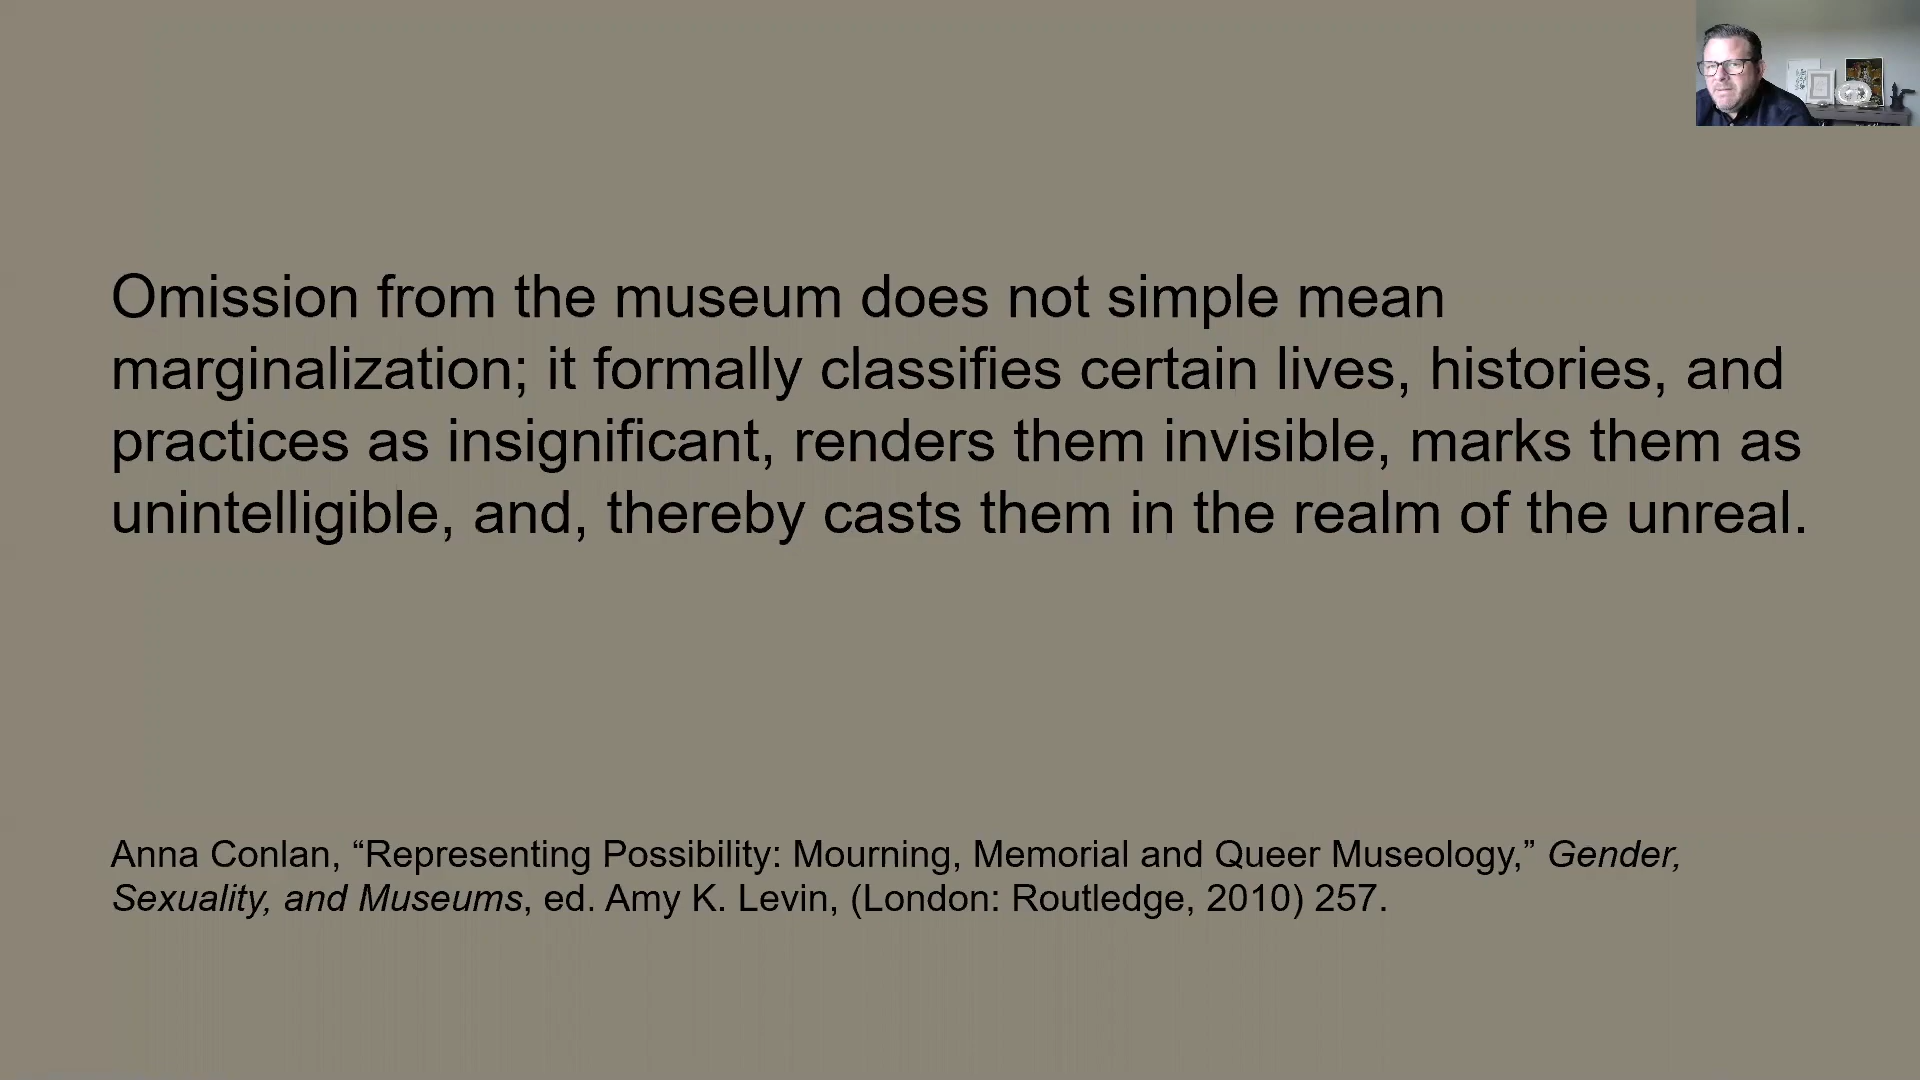 Omission from the museum does not simple mean
marginalization; it formally classifies certain lives, histories, and
practices as insignificant, renders them invisible, marks them as
unintelligible, and, thereby casts them in the realm of the unreal.
Anna Conlan, “Representing Possibility: Mourning, Memorial and Queer Museology,” Gender,
Sexuality, and Museums, ed. Amy K. Levin, (London: Routledge, 2010) 257.